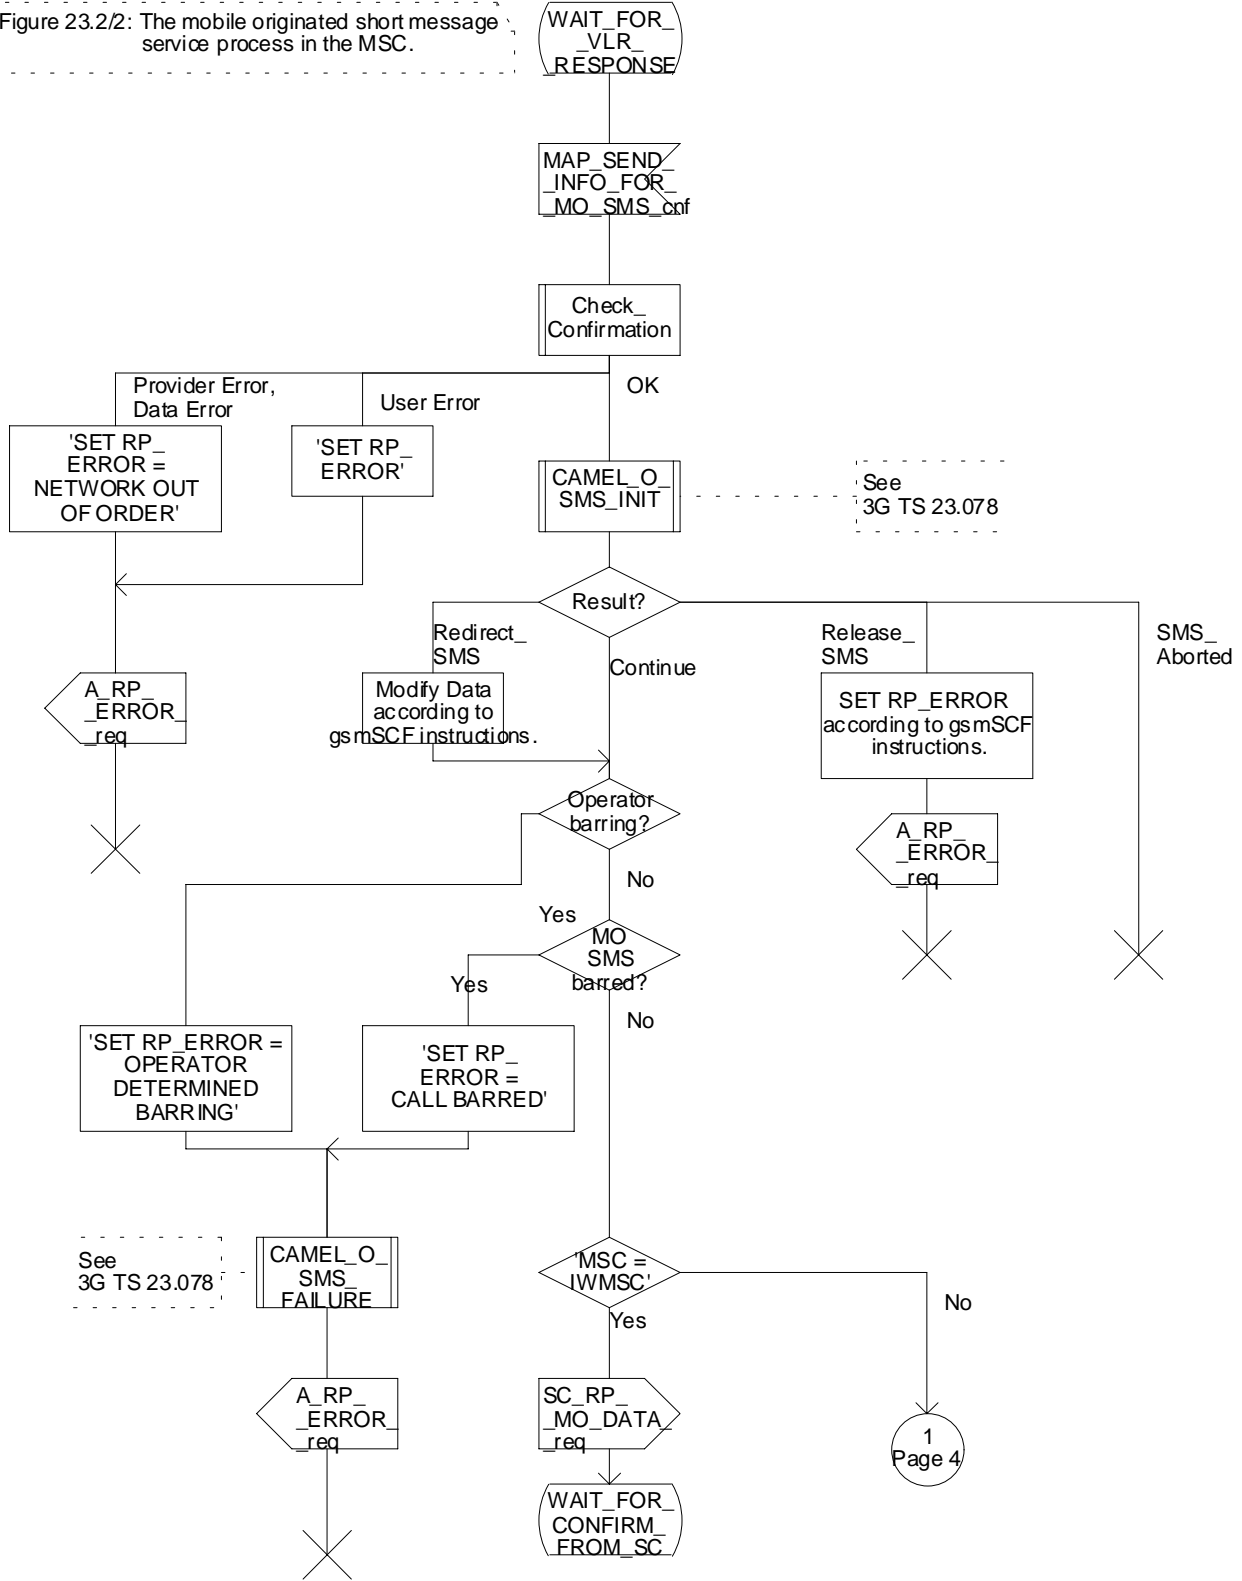 Figure 23.2/2: The mobile originated short message
service process in the MSC.
WAIT_FOR_
_VLR_
_RESPONSE
MAP_SEND_
_INFO_FOR_
_MO_SMS_cnf
Check_
Confirmation
Provider Error,
Data Error
User Error
OK
'SET RP_
ERROR =
NETWORK OUT
OF ORDER'
'SET RP_
ERROR'
CAMEL_O_
SMS_INIT
See
3G TS 23.078
Result?
Redirect_
SMS
Continue
Release_
SMS
SMS_
Aborted
A_RP_
_ERROR_
_req
Modify Data
according to
gsmSCF instructions.
SET RP_ERROR
according to gsmSCF
instructions.
Operator
barring?
A_RP_
_ERROR_
_req
No
Yes
MO
SMS
barred?
Yes
No
'SET RP_ERROR =
OPERATOR
DETERMINED
BARRING'
'SET RP_
ERROR =
CALL BARRED'
See
3G TS 23.078
CAMEL_O_
SMS_
FAILURE
'MSC =
IWMSC'
No
Yes
A_RP_
_ERROR_
_req
SC_RP_
_MO_DATA_
_req
1
Page 4
WAIT_FOR_
CONFIRM_
_FROM_SC